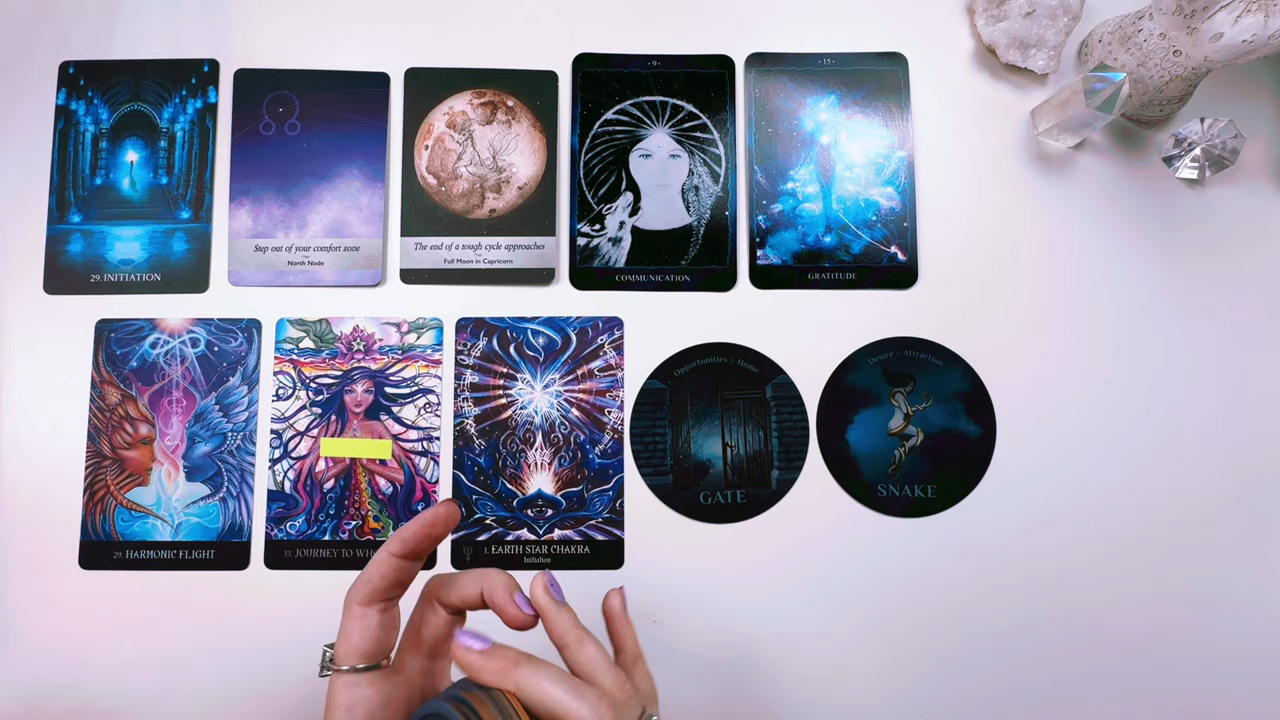 29. INITIATION
Step out of your comfort zone
North Node
The end of a tough cycle approaches
Full Moon in Capricorn
· 9 ·
COMMUNICATION
· 15 ·
GRATITUDE
29. HARMONIC FLIGHT
33. JOURNEY TO
1. EARTH STAR CHAKRA
Initiation
Opportunities Home
GATE
Desire Attraction
SNAKE